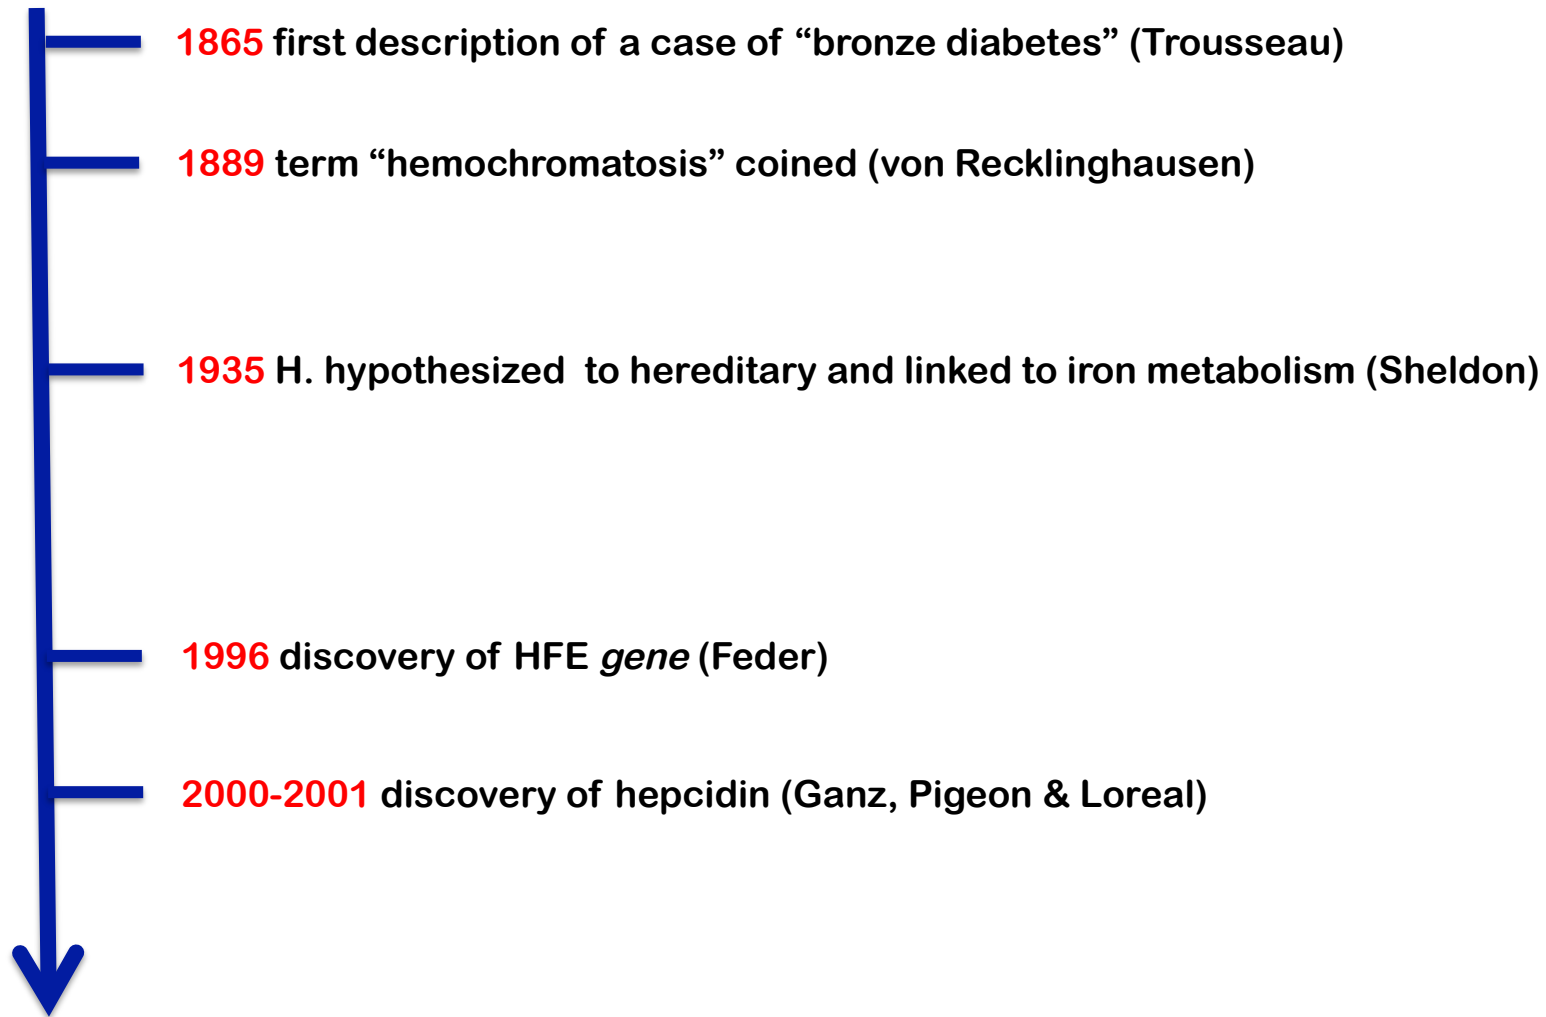 1865 first description of a case of “bronze diabetes” (Trousseau)
1889 term “hemochromatosis” coined (von Recklinghausen)
1935 H. hypothesized  to hereditary and linked to iron metabolism (Sheldon)
1996 discovery of HFE gene (Feder)
2000-2001 discovery of hepcidin (Ganz, Pigeon & Loreal)